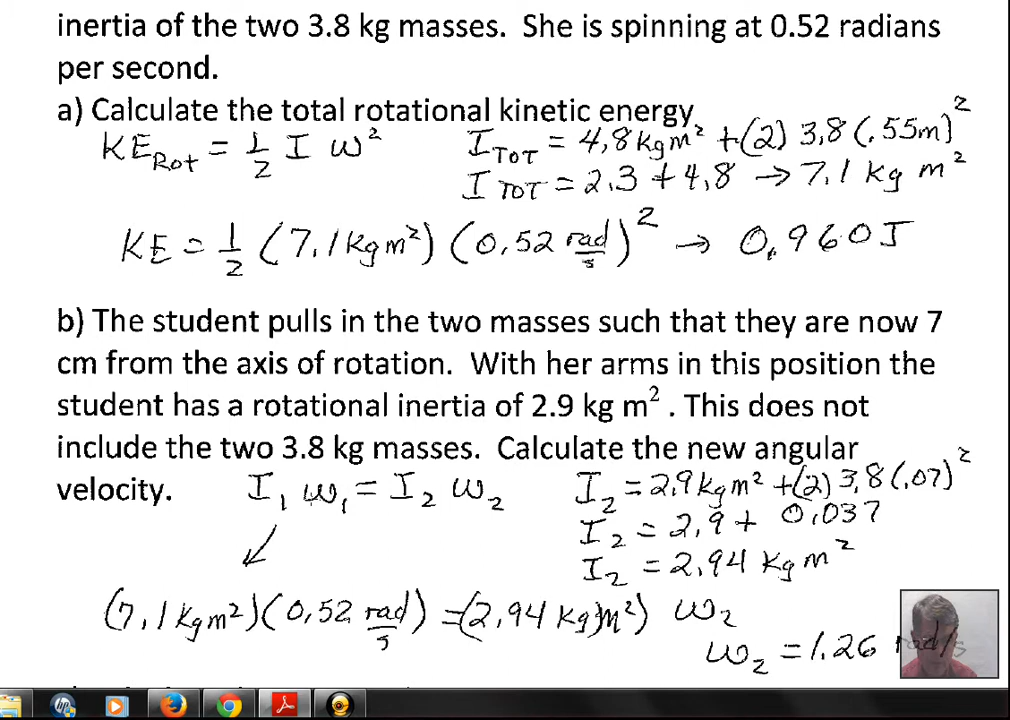 inertia of the two 3.8 kg masses. She is spinning at 0.52 radians
per second.
a) Calculate the total rotational kinetic energy
KE_Rot = 1/2 I ω²
I_TOT = 4.8 kg m² + (2) 3.8 (.55m)²
I_TOT = 2.3 + 4.8 → 7.1 kg m²
KE = 1/2 (7.1 kg m²) (0.52 rad/s)² → 0.960 J
b) The student pulls in the two masses such that they are now 7
cm from the axis of rotation. With her arms in this position the
student has a rotational inertia of 2.9 kg m² . This does not
include the two 3.8 kg masses. Calculate the new angular
velocity.
I₁ ω₁ = I₂ ω₂
I₂ = 2.9 kg m² + (2) 3.8 (.07)²
I₂ = 2.9 + 0.037
I₂ = 2.94 kg m²
(7.1 kg m²)(0.52 rad/s) = (2.94 kg m²) ω₂
ω₂ = 1.26 rad/s